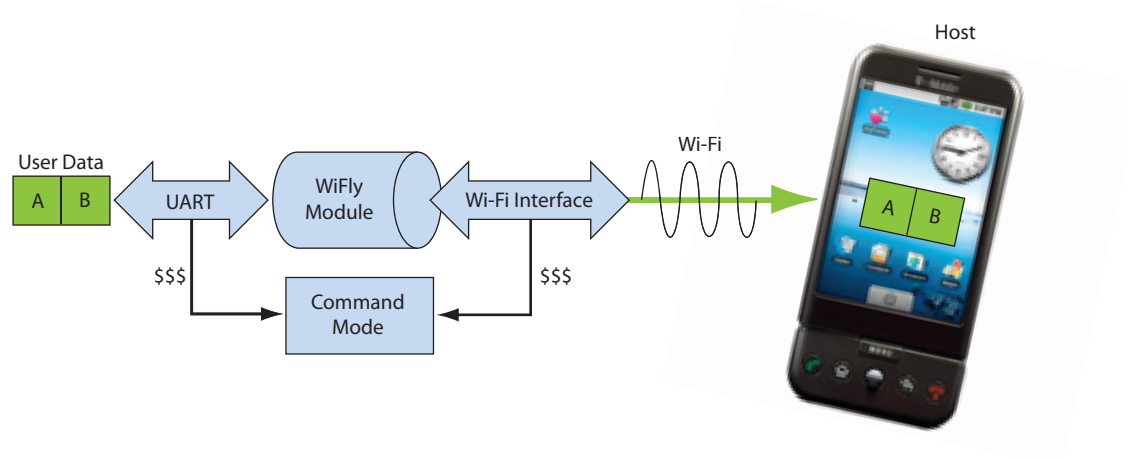 Host
Wi-Fi
User Data
A
B
UART
WiFly
Module
Wi-Fi Interface
A
B
$$$
$$$
Command
Mode